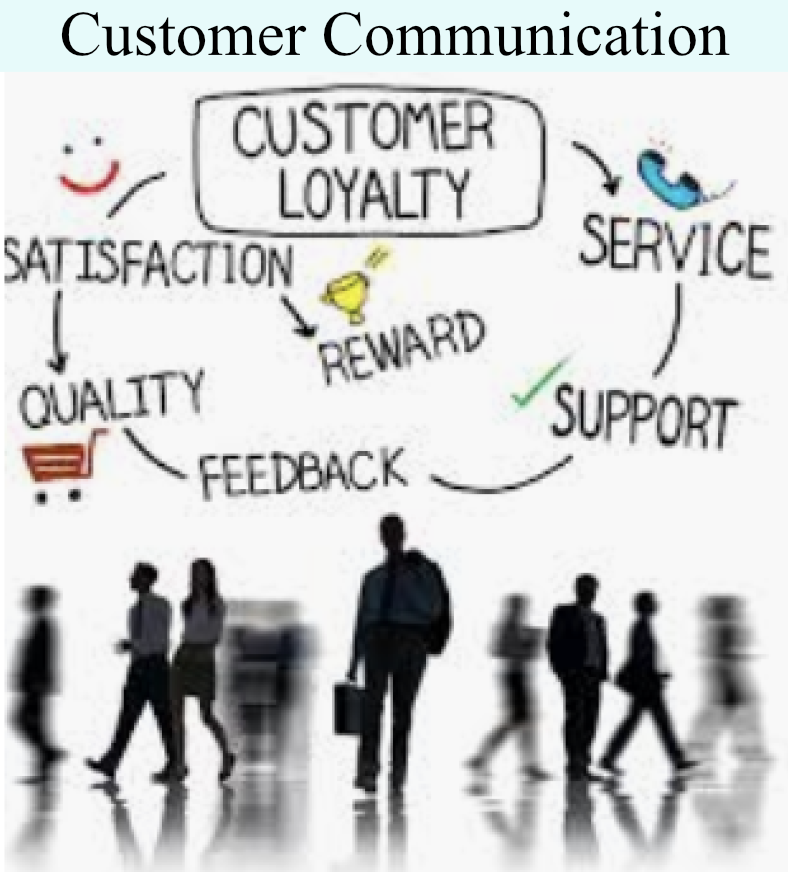 Customer Communication
CUSTOMER
LOYALTY
SERVICE
SATISFACTION
REWARD
QUALITY
SUPPORT
FEEDBACK